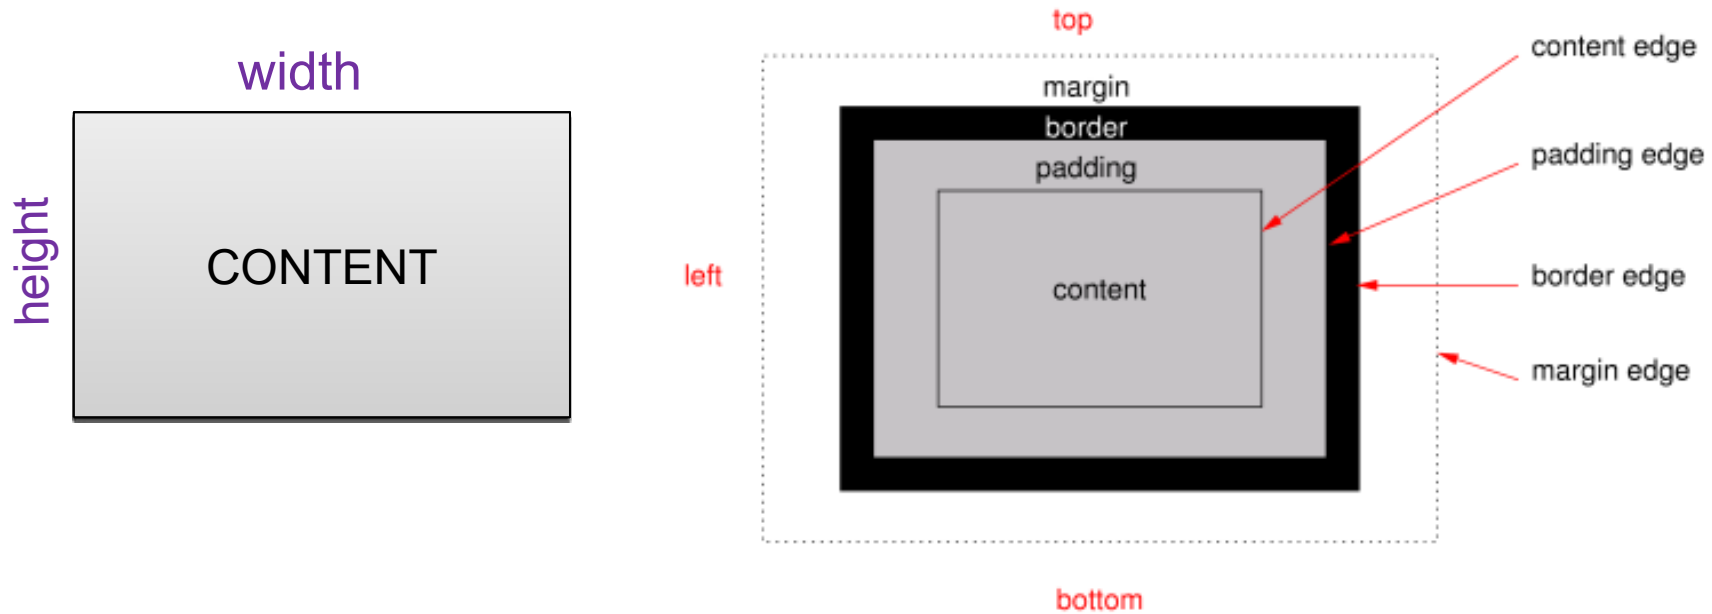 width
height
CONTENT
top
margin
border
padding
left
content
bottom
content edge
padding edge
border edge
margin edge